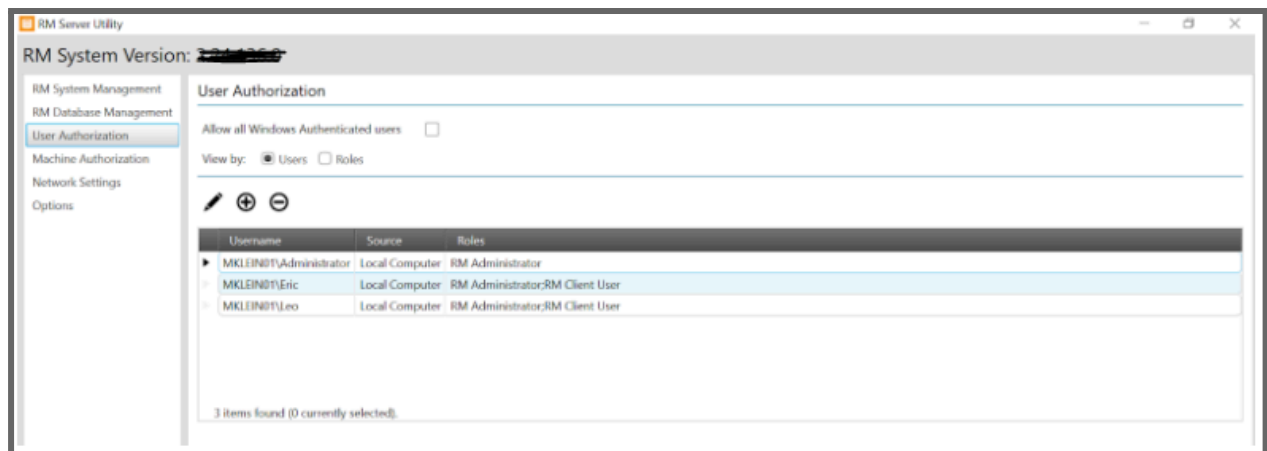 RM Server Utility
RM System Version:
RM System Management
RM Database Management
User Authorization
Machine Authorization
Network Settings
Options
User Authorization
Allow all Windows Authenticated users
View by: Users Roles
Username Source Roles
MKLEIN01\Administrator Local Computer RM Administrator
MKLEIN01\Eric Local Computer RM Administrator;RM Client User
MKLEIN01\Leo Local Computer RM Administrator;RM Client User
3 items found (0 currently selected).